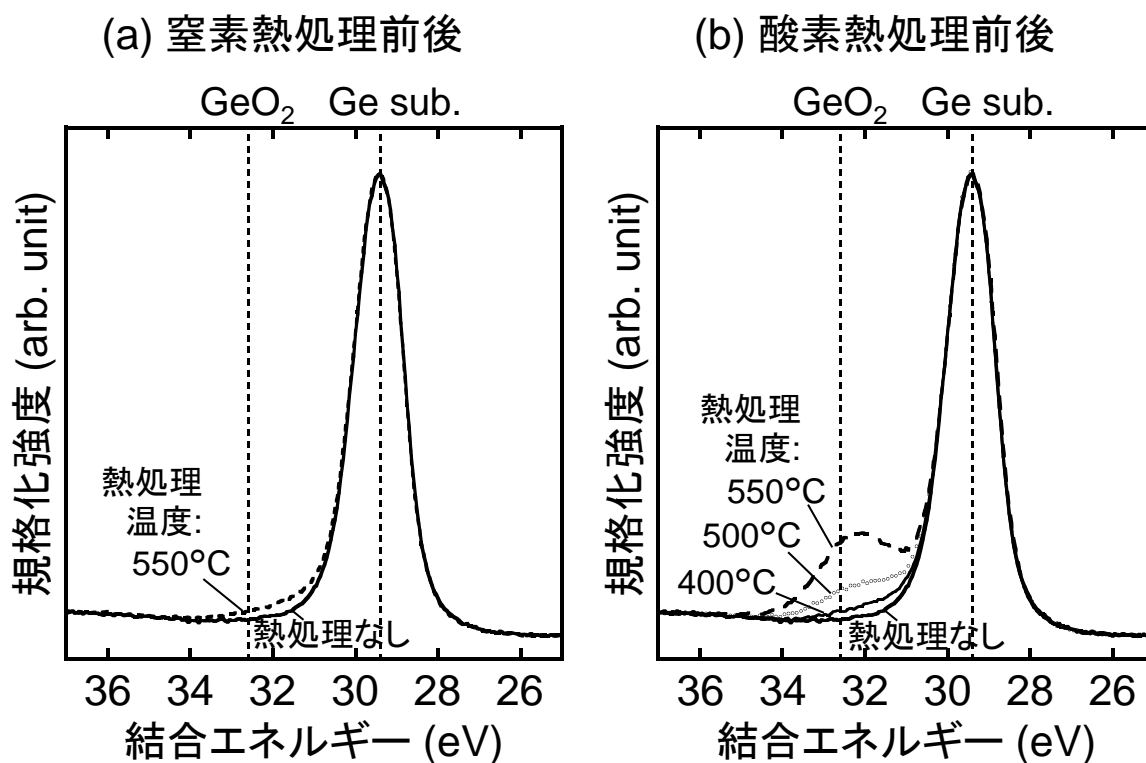 (a) 窒素熱処理前後
GeO₂ Ge sub.
規格化強度 (arb. unit)
熱処理
温度:
550°C
熱処理なし
36 34 32 30 28 26
結合エネルギー (eV)
(b) 酸素熱処理前後
GeO₂ Ge sub.
規格化強度 (arb. unit)
熱処理
温度:
550°C
500°C
400°C
熱処理なし
36 34 32 30 28 26
結合エネルギー (eV)